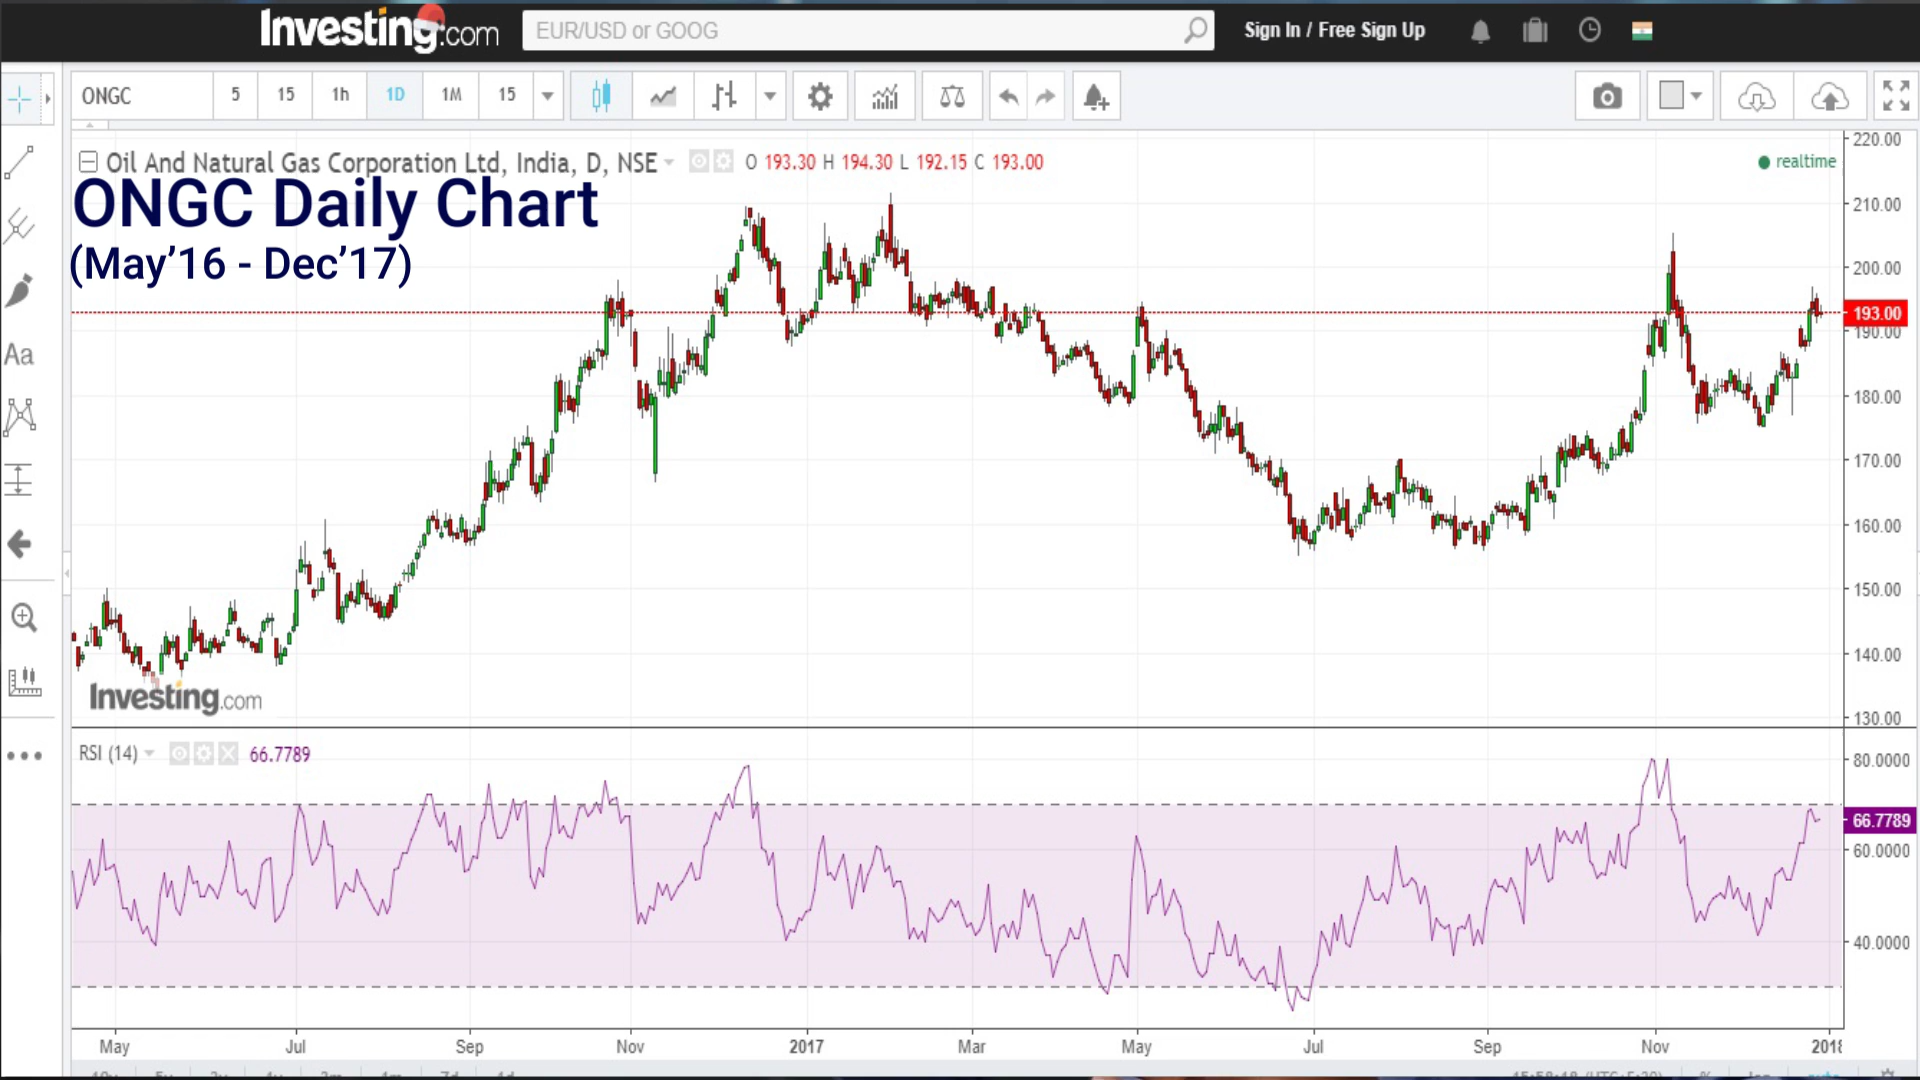 Investing.com EUR/USD or GOOG Sign In / Free Sign Up
ONGC 5 15 1h 1D 1M 15
Oil And Natural Gas Corporation Ltd, India, D, NSE O 193.30 H 194.30 L 192.15 C 193.00
realtime
ONGC Daily Chart
(May’16 - Dec’17)
Aa
220.00
210.00
200.00
193.00
190.00
180.00
170.00
160.00
150.00
140.00
130.00
Investing.com
RSI (14) 66.7789
80.0000
66.7789
60.0000
40.0000
May Jul Sep Nov 2017 Mar May Jul Sep Nov 2018